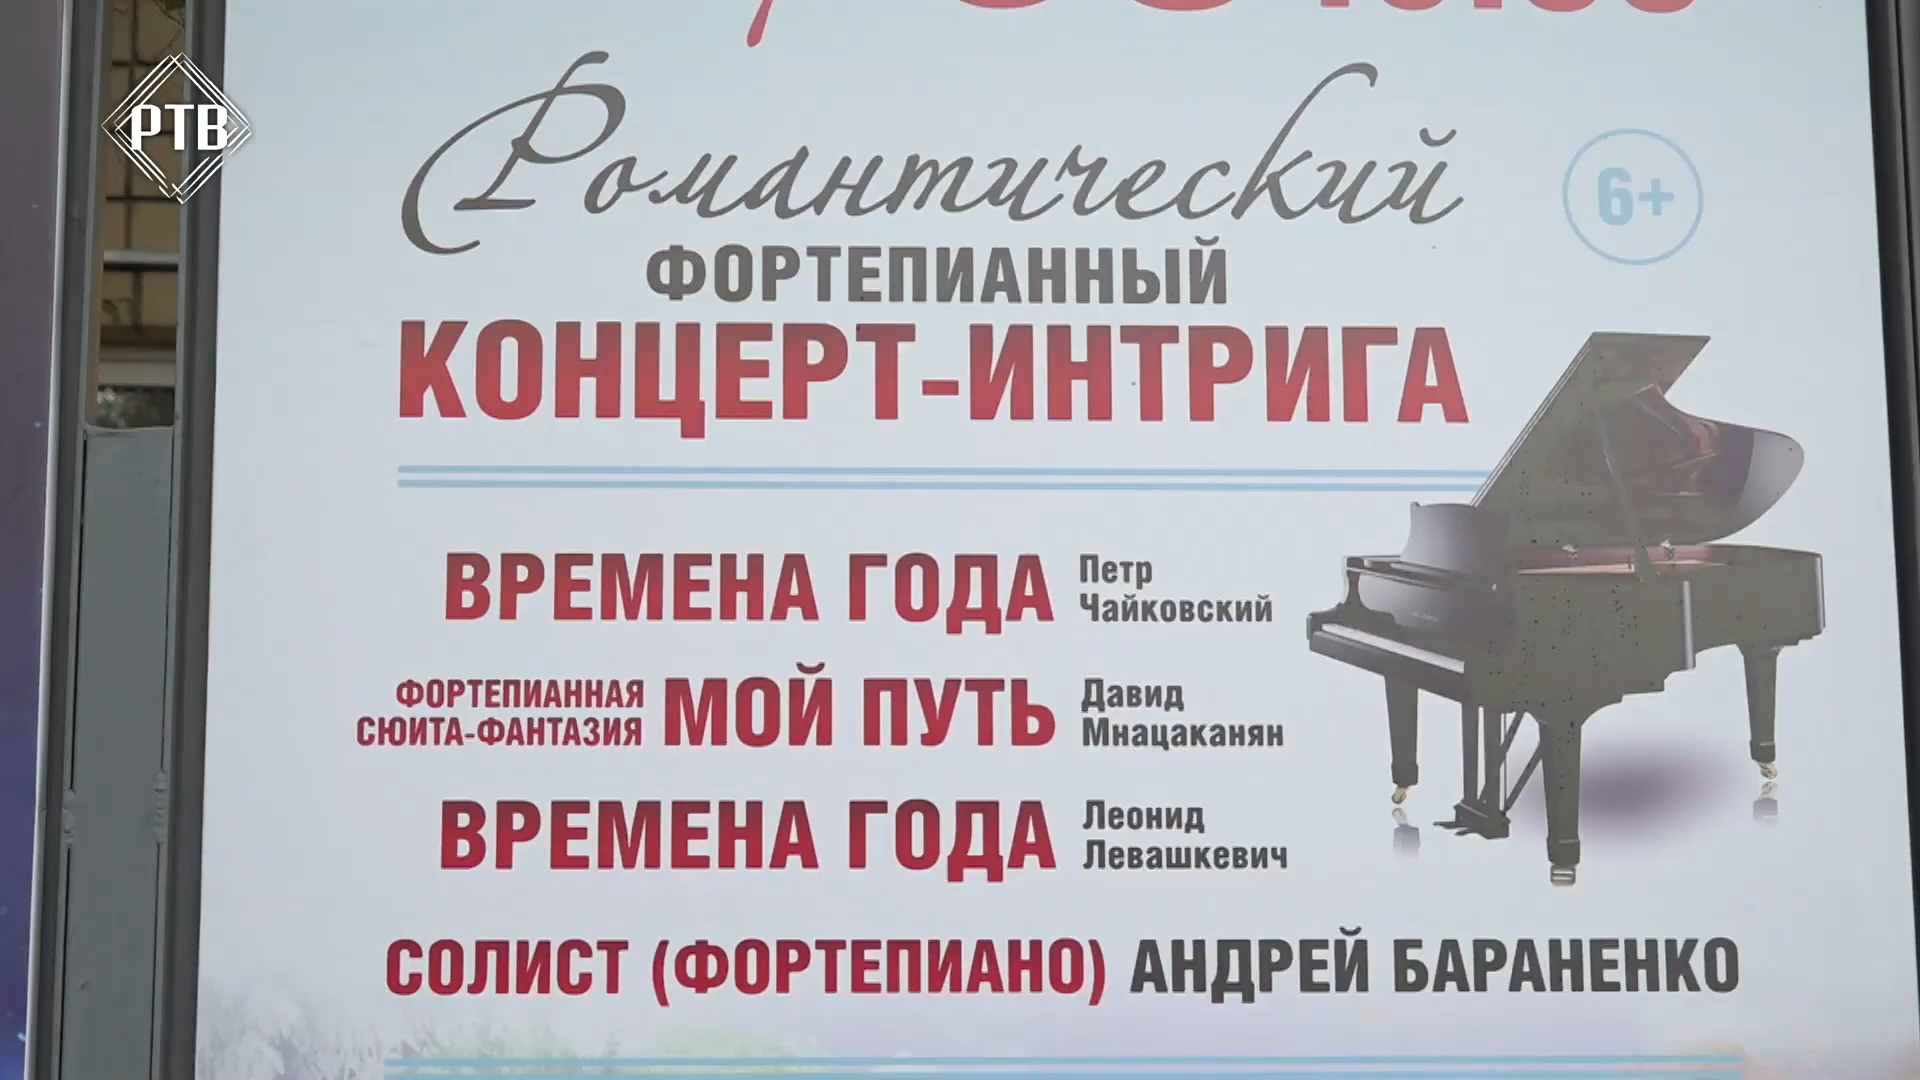 РТВ
Романтический
6+
ФОРТЕПИАННЫЙ
КОНЦЕРТ-ИНТРИГА
ВРЕМЕНА ГОДА Петр
Чайковский
ФОРТЕПИАННАЯ
СЮИТА-ФАНТАЗИЯ МОЙ ПУТЬ Давид
Мнацаканян
ВРЕМЕНА ГОДА Леонид
Левашкевич
СОЛИСТ (ФОРТЕПИАНО) АНДРЕЙ БАРАНЕНКО